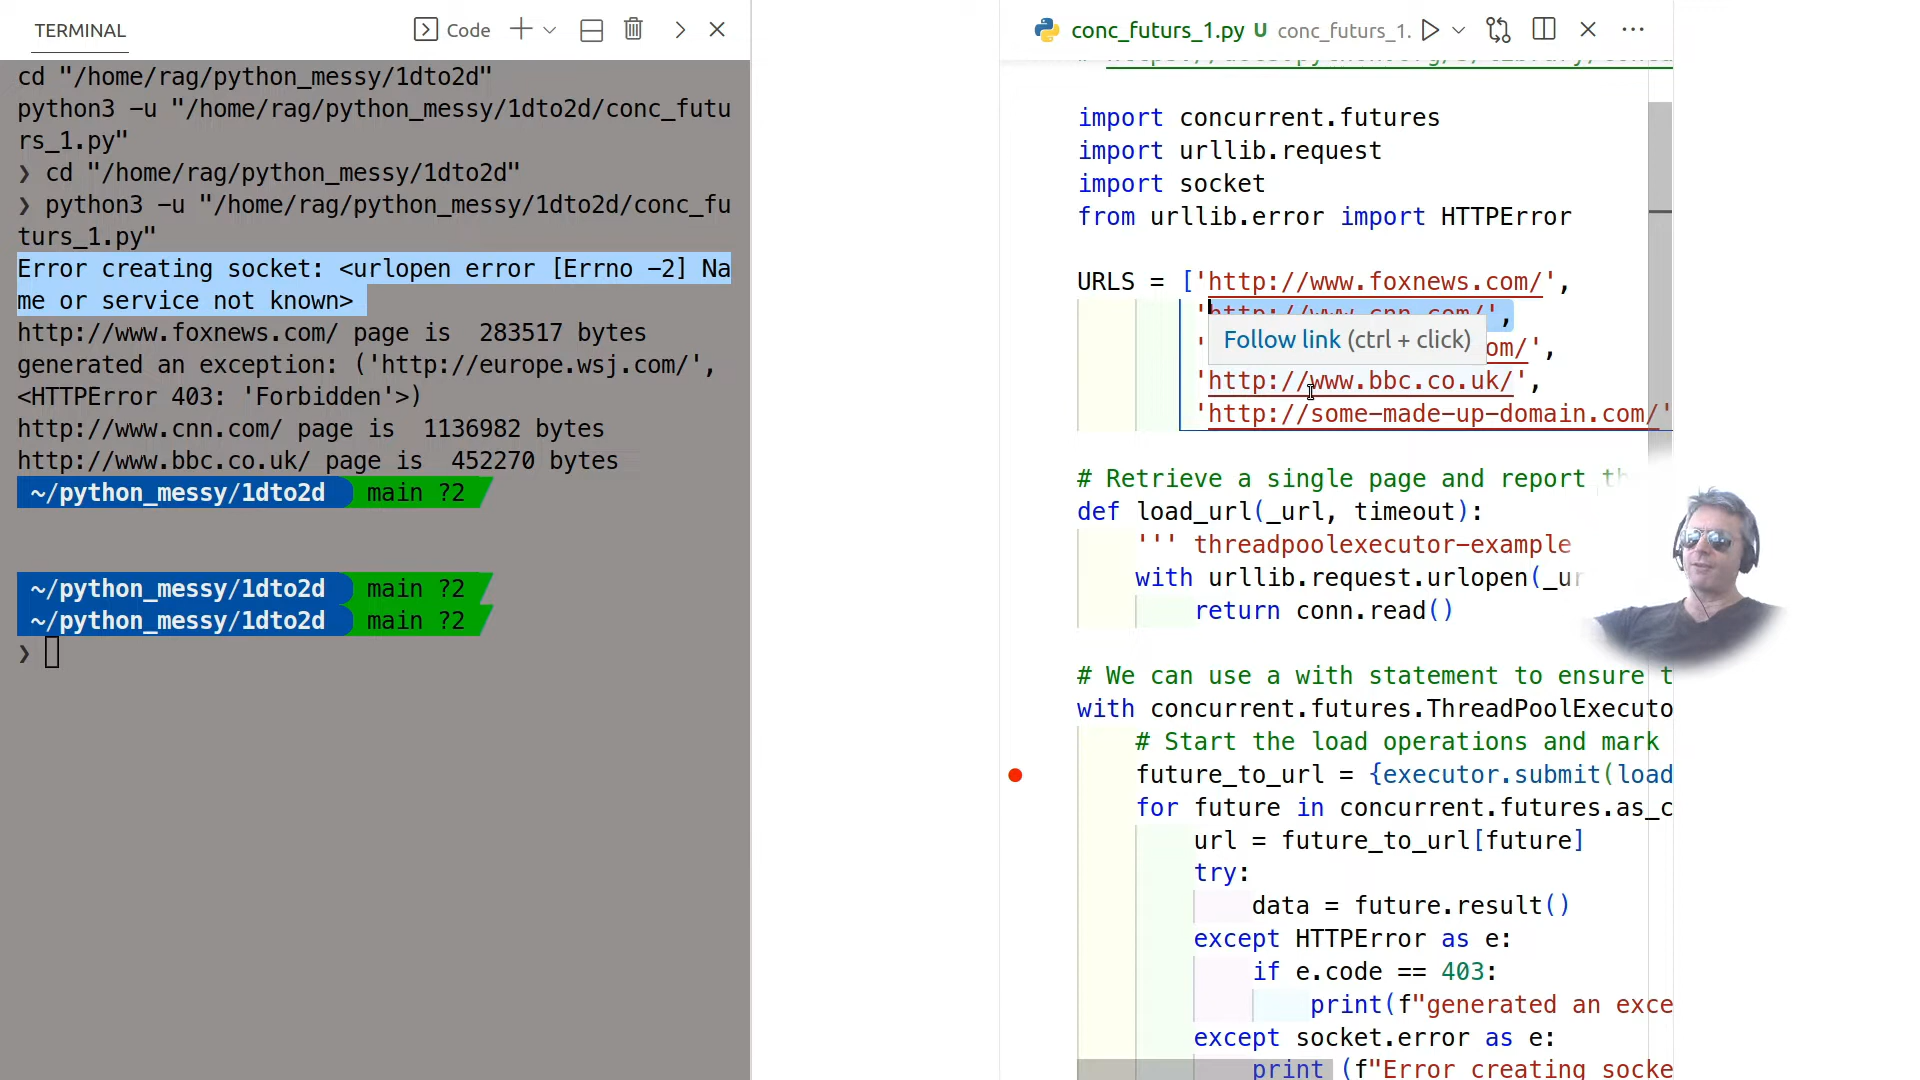 TERMINAL
Code
cd "/home/rag/python_messy/1dto2d"
python3 -u "/home/rag/python_messy/1dto2d/conc_futu
rs_1.py"
❯ cd "/home/rag/python_messy/1dto2d"
❯ python3 -u "/home/rag/python_messy/1dto2d/conc_fu
turs_1.py"
Error creating socket: <urlopen error [Errno -2] Na
me or service not known>
http://www.foxnews.com/ page is  283517 bytes
generated an exception: ('http://europe.wsj.com/',
<HTTPError 403: 'Forbidden'>)
http://www.cnn.com/ page is  1136982 bytes
http://www.bbc.co.uk/ page is  452270 bytes
~/python_messy/1dto2d main ?2
~/python_messy/1dto2d main ?2
~/python_messy/1dto2d main ?2
❯
conc_futurs_1.py U conc_futurs_1.
import concurrent.futures
import urllib.request
import socket
from urllib.error import HTTPError
URLS = ['http://www.foxnews.com/',
'http://www.cnn.com/',
Follow link (ctrl + click)
' om/',
'http://www.bbc.co.uk/',
'http://some-made-up-domain.com/'
# Retrieve a single page and report
def load_url(_url, timeout):
''' threadpoolexecutor-example
with urllib.request.urlopen(_ur
return conn.read()
# We can use a with statement to ensure t
with concurrent.futures.ThreadPoolExecuto
# Start the load operations and mark
future_to_url = {executor.submit(load
for future in concurrent.futures.as_c
url = future_to_url[future]
try:
data = future.result()
except HTTPError as e:
if e.code == 403:
print(f"generated an exce
except socket.error as e:
print (f"Error creating socke